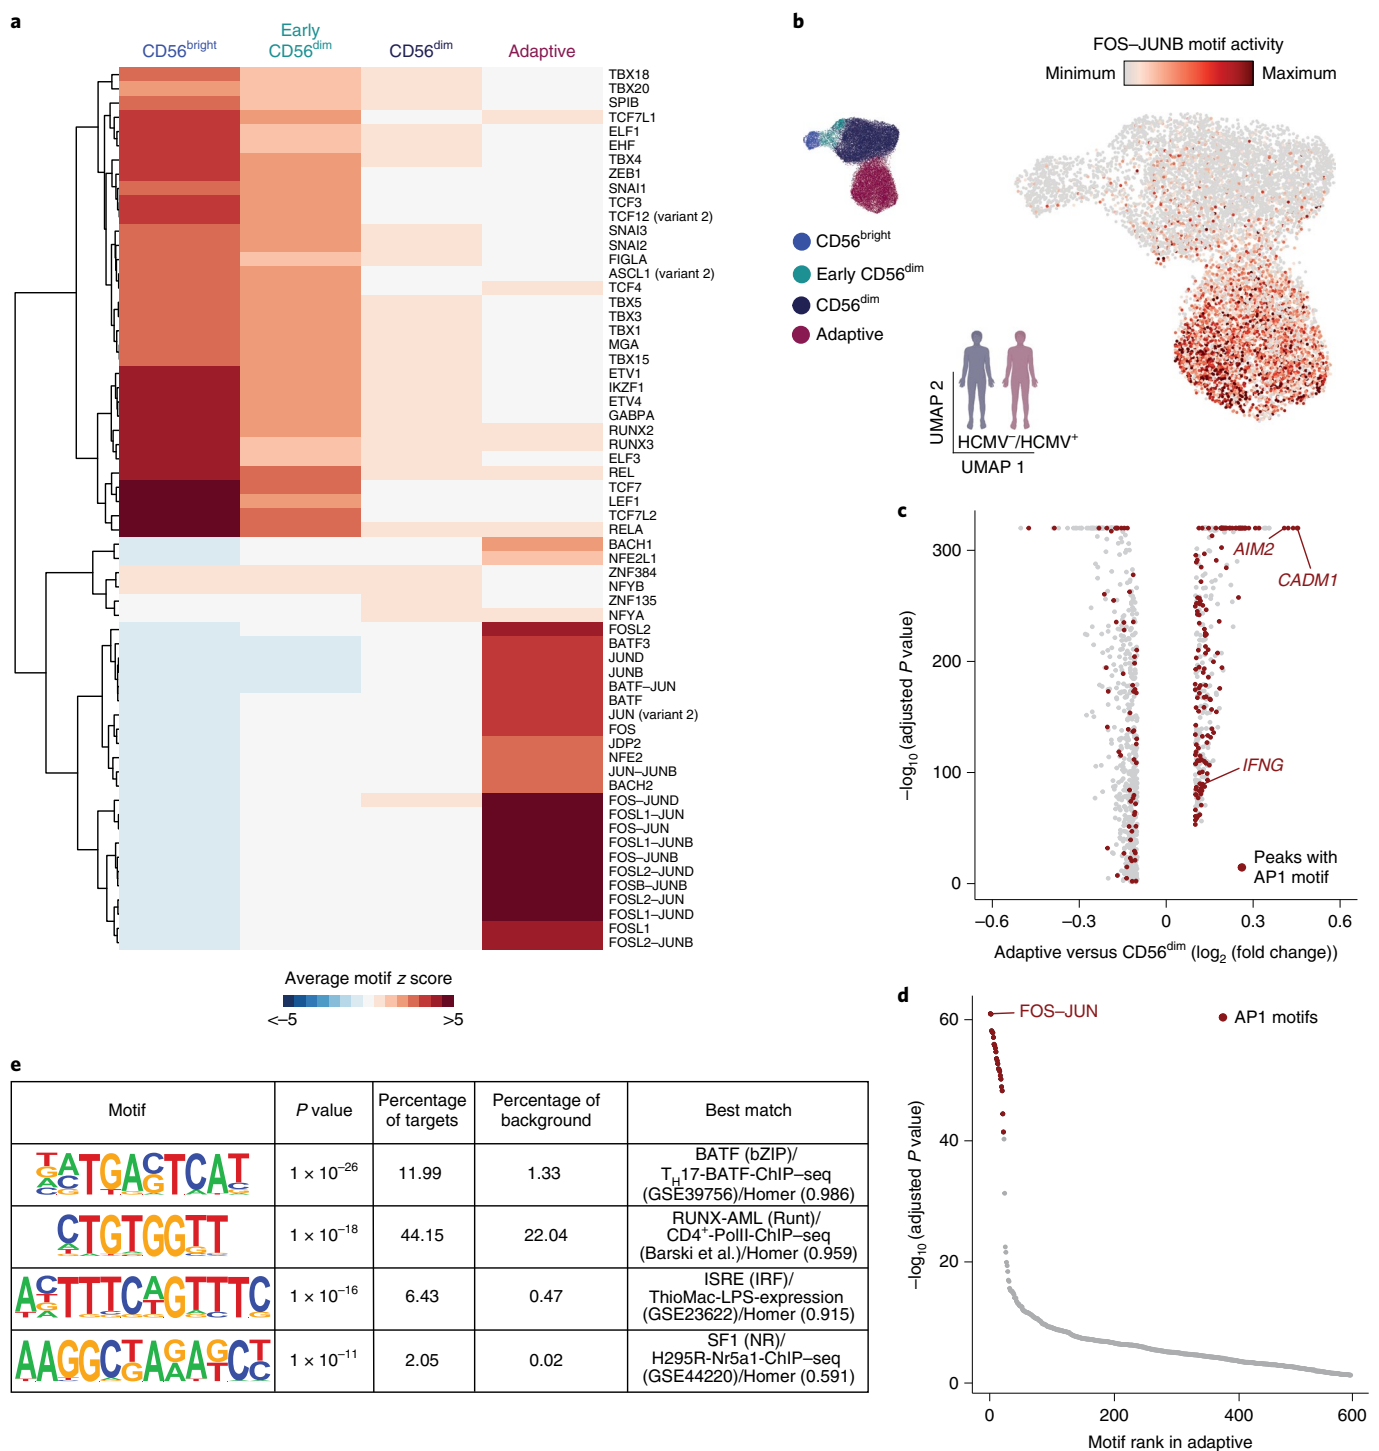 a
CD56bright
Early
CD56dim
CD56dim
Adaptive
TBX18
TBX20
SPIB
TCF7L1
ELF1
EHF
TBX4
ZEB1
SNAI1
TCF3
TCF12 (variant 2)
SNAI3
SNAI2
FIGLA
ASCL1 (variant 2)
TCF4
TBX5
TBX3
TBX1
MGA
TBX15
ETV1
IKZF1
ETV4
GABPA
RUNX2
RUNX3
ELF3
REL
TCF7
LEF1
TCF7L2
RELA
BACH1
NFE2L1
ZNF384
NFYB
ZNF135
NFYA
FOSL2
BATF3
JUND
JUNB
BATF–JUN
BATF
JUN (variant 2)
FOS
JDP2
NFE2
JUN–JUNB
BACH2
FOS–JUND
FOSL1–JUN
FOS–JUN
FOSL1–JUNB
FOS–JUNB
FOSL2–JUND
FOSB–JUNB
FOSL2–JUN
FOSL1–JUND
FOSL1
FOSL2–JUNB
Average motif z score
<–5
>5
b
FOS–JUNB motif activity
Minimum
Maximum
CD56bright
Early CD56dim
CD56dim
Adaptive
HCMV–/HCMV+
UMAP 2
UMAP 1
c
–log10 (adjusted P value)
300
200
100
0
AIM2
CADM1
IFNG
Peaks with
AP1 motif
–0.6
–0.3
0
0.3
0.6
Adaptive versus CD56dim (log2 (fold change))
d
–log10 (adjusted P value)
60
40
20
0
FOS–JUN
AP1 motifs
0
200
400
600
Motif rank in adaptive
e
Motif
P value
Percentage
of targets
Percentage of
background
Best match
1 × 10–26
11.99
1.33
BATF (bZIP)/
TH17-BATF-ChIP–seq
(GSE39756)/Homer (0.986)
CTGTGGTT
1 × 10–18
44.15
22.04
RUNX-AML (Runt)/
CD4+-PolII-ChIP–seq
(Barski et al.)/Homer (0.959)
1 × 10–16
6.43
0.47
ISRE (IRF)/
ThioMac-LPS-expression
(GSE23622)/Homer (0.915)
1 × 10–11
2.05
0.02
SF1 (NR)/
H295R-Nr5a1-ChIP–seq
(GSE44220)/Homer (0.591)